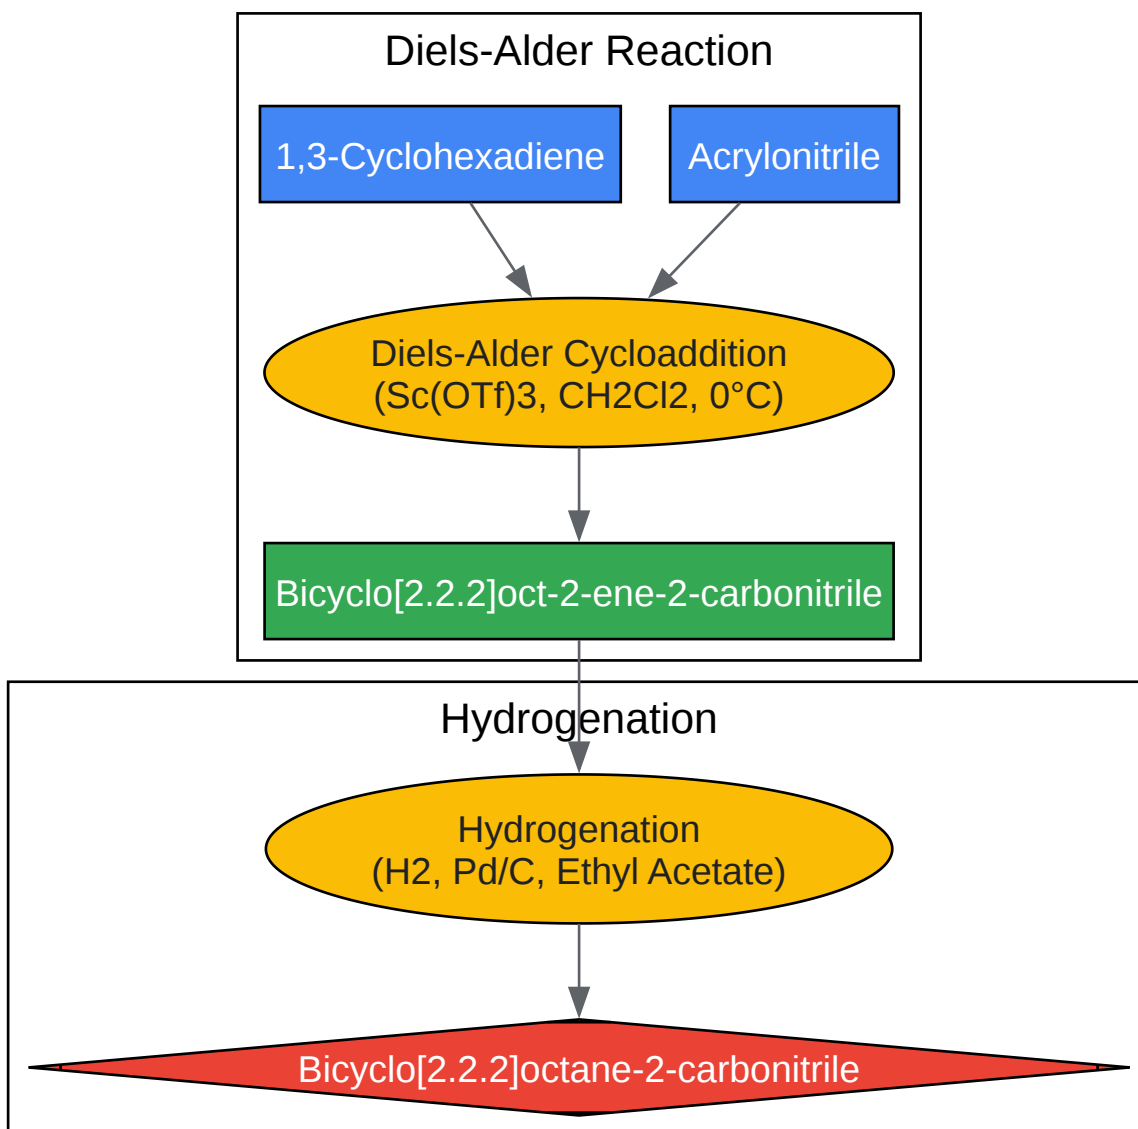 Diels-Alder Reaction
1,3-Cyclohexadiene
Acrylonitrile
Diels-Alder Cycloaddition
(Sc(OTf)3, CH2Cl2, 0°C)
Bicyclo[2.2.2]oct-2-ene-2-carbonitrile
Hydrogenation
Hydrogenation
(H2, Pd/C, Ethyl Acetate)
Bicyclo[2.2.2]octane-2-carbonitrile